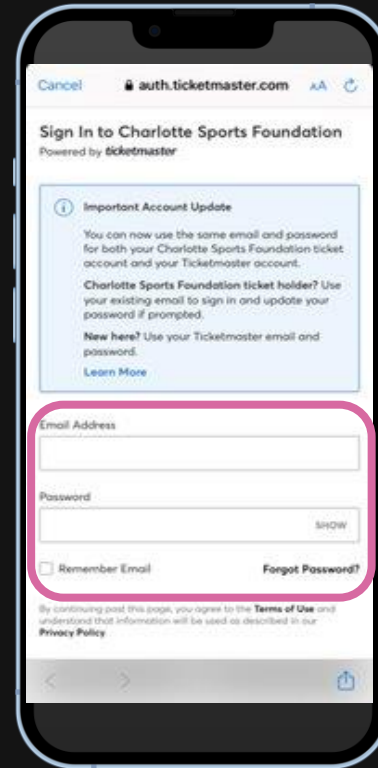 Cancel auth.ticketmaster.com AA
Sign In to Charlotte Sports Foundation
Powered by ticketmaster
Important Account Update
You can now use the same email and password
for both your Charlotte Sports Foundation ticket
account and your Ticketmaster account.
Charlotte Sports Foundation ticket holder? Use
your existing email to sign in and update your
password if prompted.
New here? Use your Ticketmaster email and
password.
Learn More
Email Address
Password
SHOW
Remember Email Forgot Password?
By continuing past this page, you agree to the Terms of Use and
understand that information will be used as described in our
Privacy Policy